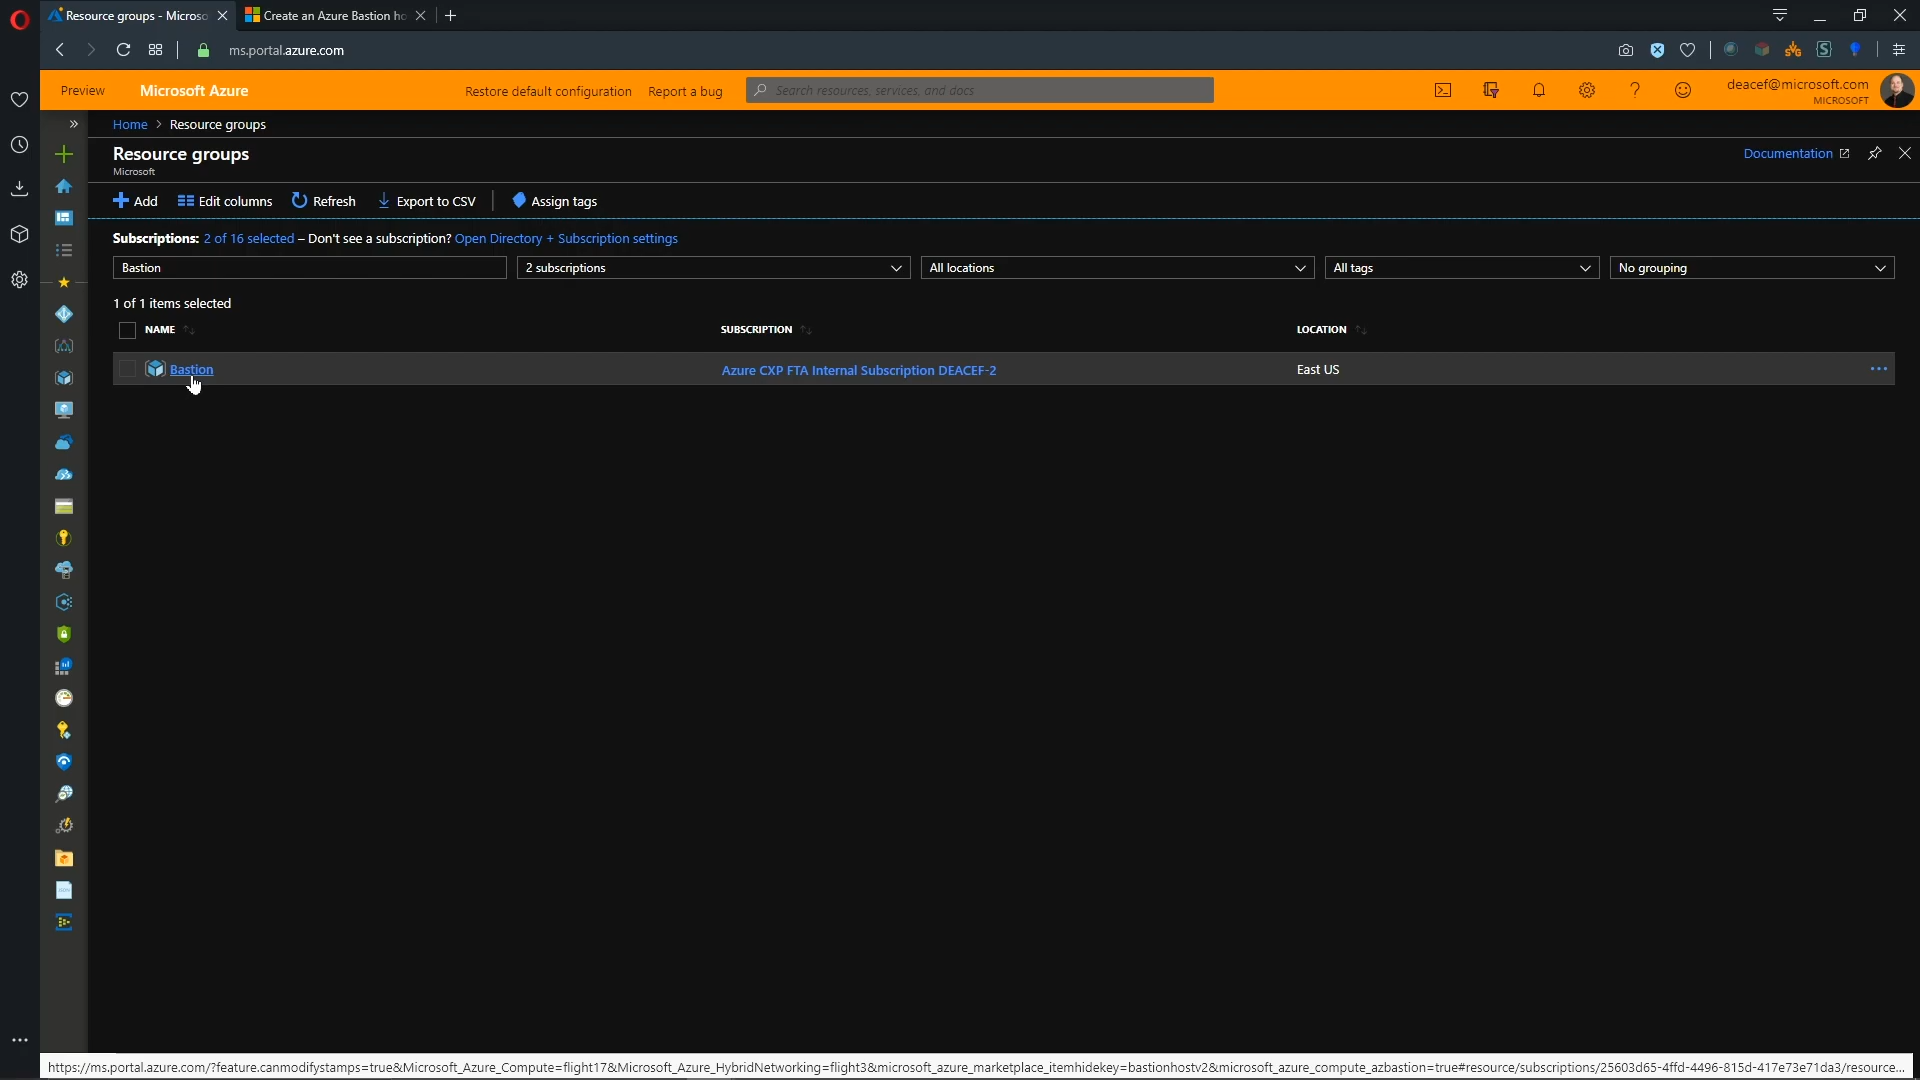 Resource groups - Microso
Create an Azure Bastion ho
ms.portal.azure.com
Preview
Microsoft Azure
Restore default configuration
Report a bug
Search resources, services, and docs
deacef@microsoft.com
MICROSOFT
Home > Resource groups
Resource groups
Microsoft
Documentation
Add
Edit columns
Refresh
Export to CSV
Assign tags
Subscriptions: 2 of 16 selected – Don't see a subscription? Open Directory + Subscription settings
Bastion
2 subscriptions
All locations
All tags
No grouping
1 of 1 items selected
NAME
SUBSCRIPTION
LOCATION
Bastion
Azure CXP FTA Internal Subscription DEACEF-2
East US
https://ms.portal.azure.com/?feature.canmodifystamps=true&Microsoft_Azure_Compute=flight17&Microsoft_Azure_HybridNetworking=flight3&microsoft_azure_marketplace_itemhidekey=bastionhostv2&microsoft_azure_compute_azbastion=true#resource/subscriptions/25603d65-4ffd-4496-815d-417e73e71da3/resource...